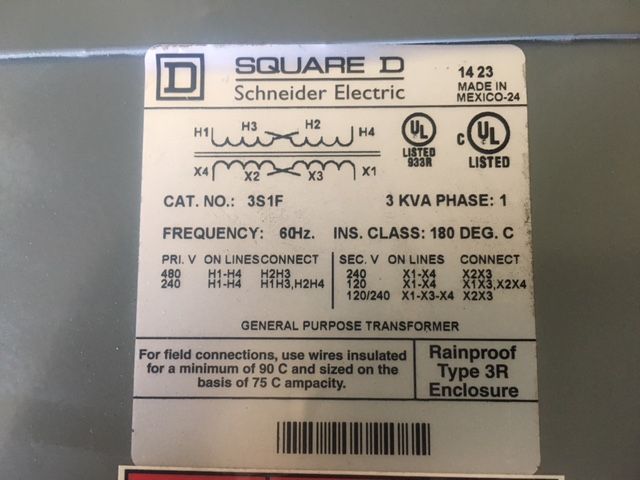 D SQUARE D
Schneider Electric
14 23
MADE IN
MEXICO-24
H1 H3 H2 H4
X4 X2 X3 X1
UL
LISTED
933R
C UL
LISTED
CAT. NO.: 3S1F 3 KVA PHASE: 1
FREQUENCY: 60Hz. INS. CLASS: 180 DEG. C
PRI. V ON LINES CONNECT
480 H1-H4 H2H3
240 H1-H4 H1H3,H2H4
SEC. V ON LINES CONNECT
240 X1-X4 X2X3
120 X1-X4 X1X3,X2X4
120/240 X1-X3-X4 X2X3
GENERAL PURPOSE TRANSFORMER
For field connections, use wires insulated
for a minimum of 90 C and sized on the
basis of 75 C ampacity.
Rainproof
Type 3R
Enclosure